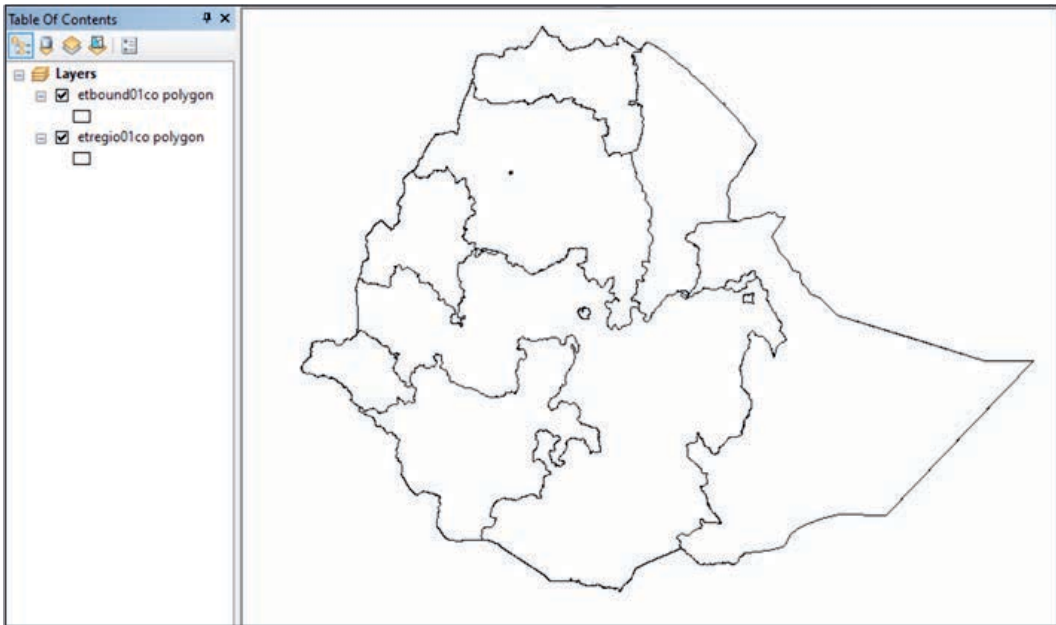 Table Of Contents
Layers
etbound01co polygon
etregio01co polygon